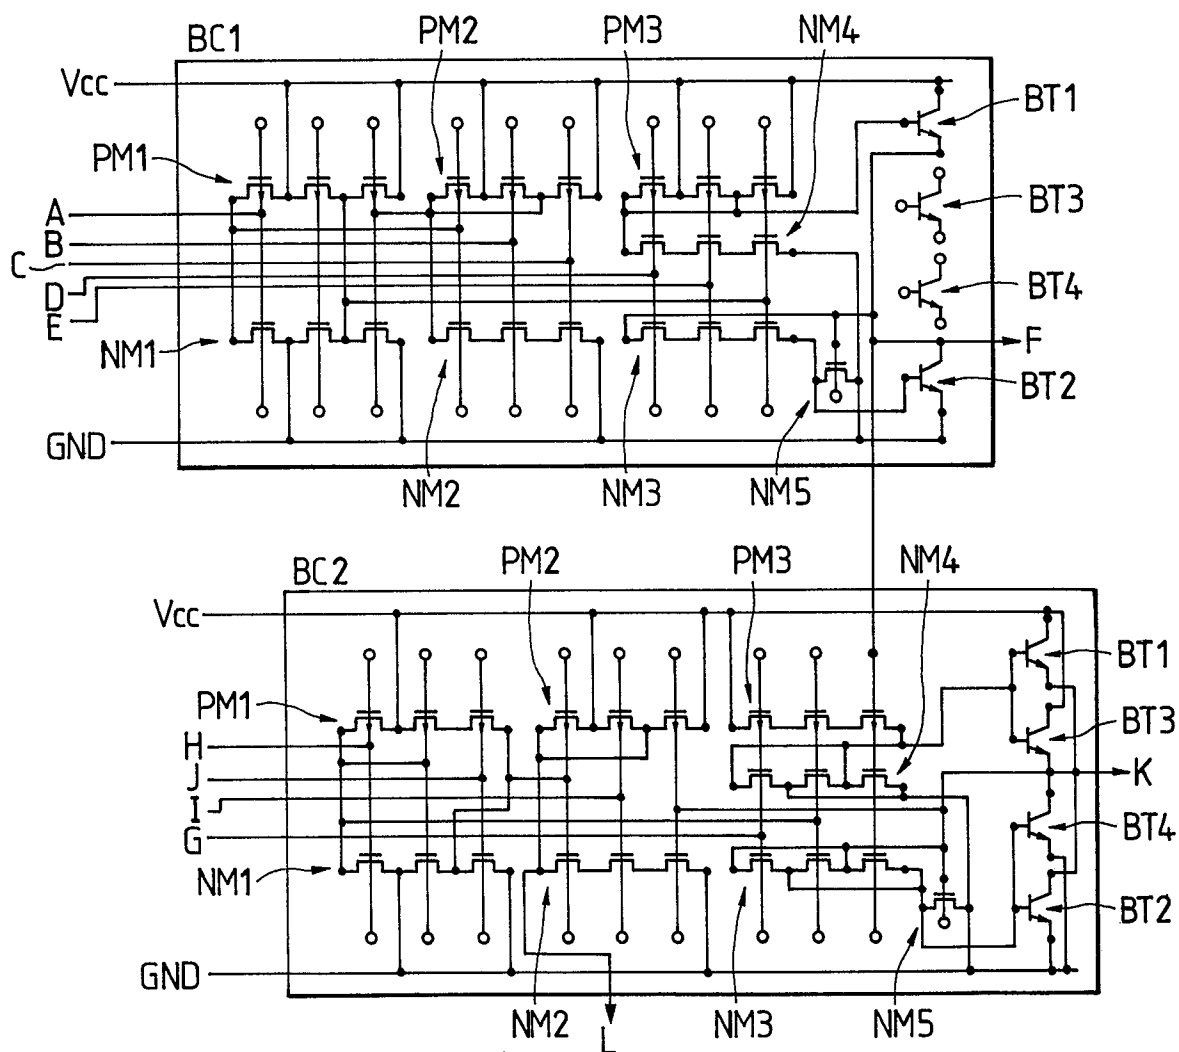 BC1
PM2
PM3
NM4
Vcc
BT1
PM1
A
BT3
B
C
D
BT4
E
F
NM1
BT2
GND
NM2
NM3
NM5
BC2
PM2
PM3
NM4
Vcc
BT1
PM1
BT3
H
J
K
I
G
BT4
NM1
BT2
GND
NM2
NM3
NM5
L